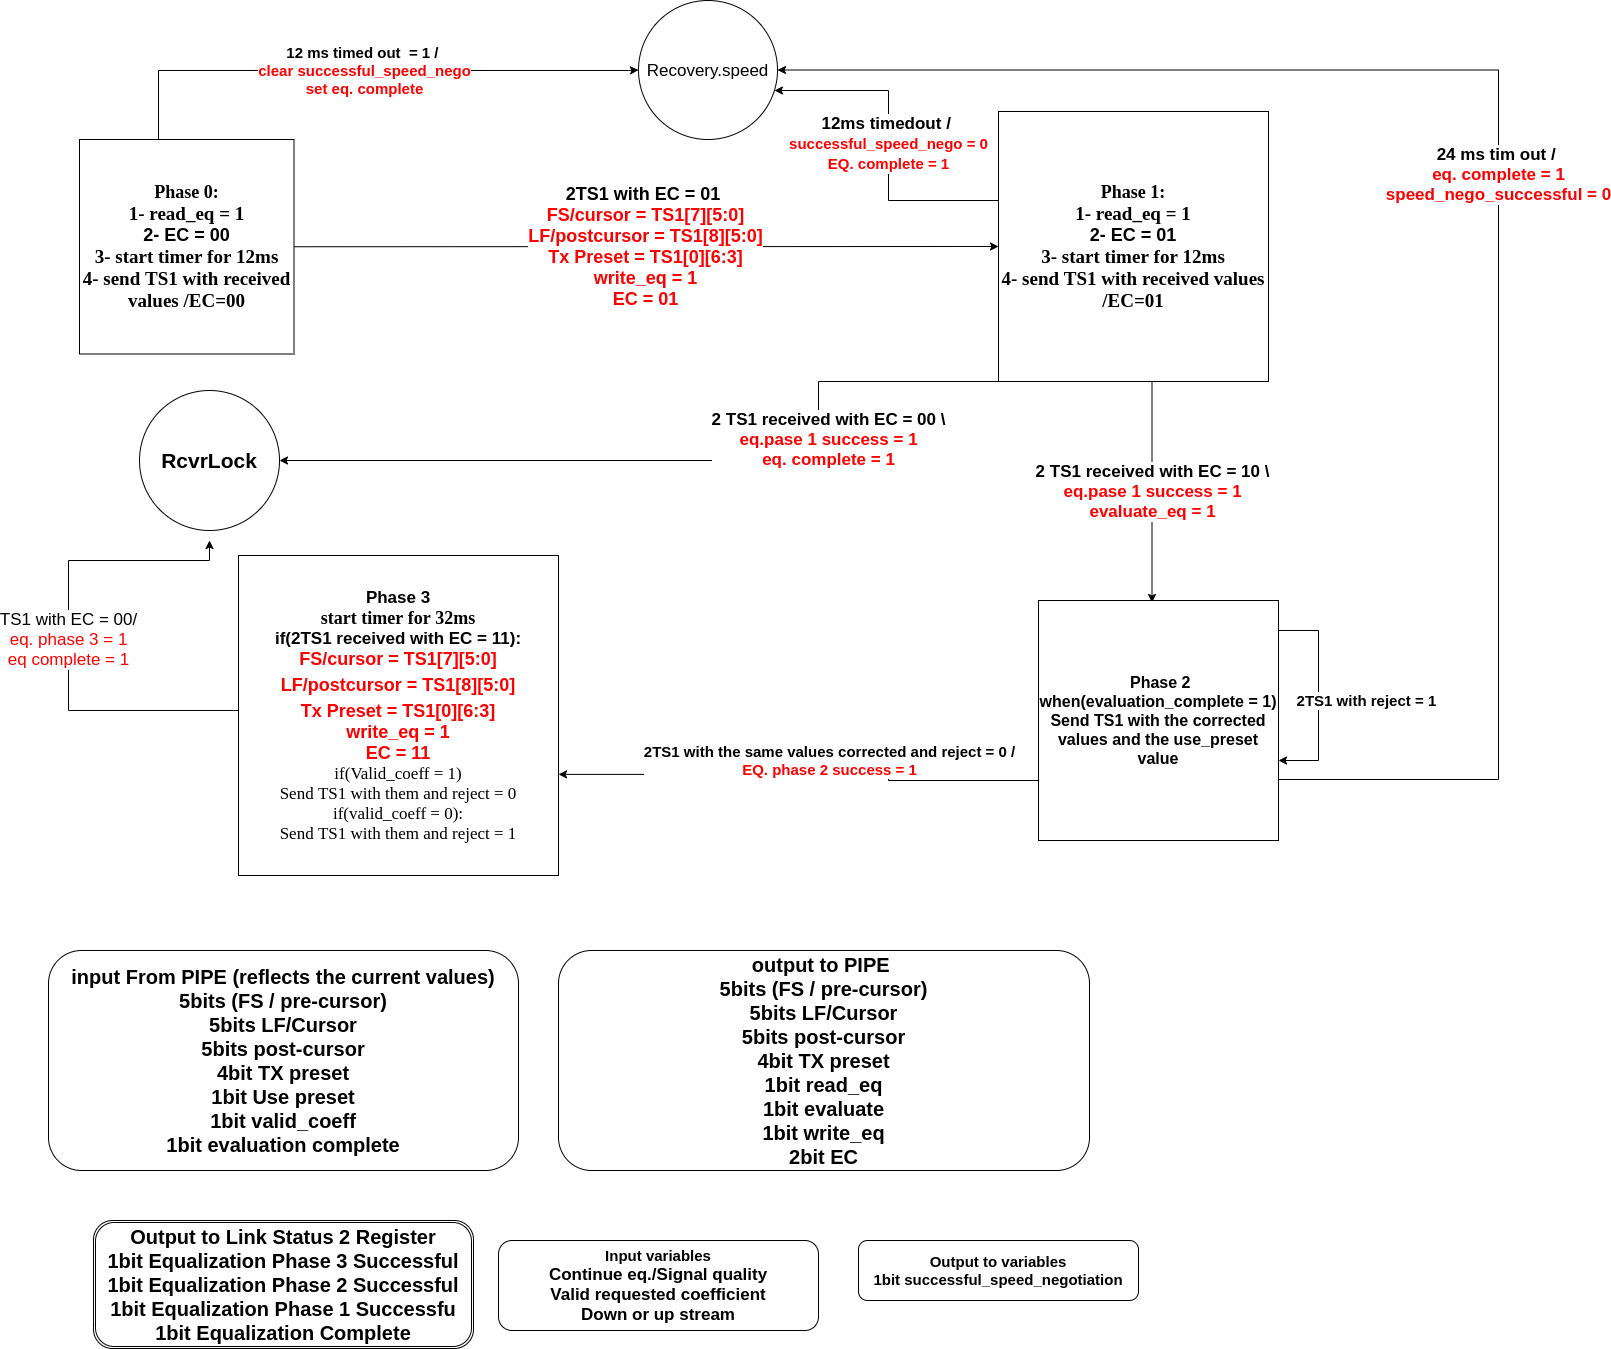 12 ms timed out  = 1 /
clear successful_speed_nego
set eq. complete
Recovery.speed
12ms timedout /
successful_speed_nego = 0
EQ. complete = 1
24 ms tim out /
eq. complete = 1
speed_nego_successful = 0
Phase 0:
1- read_eq = 1
2- EC = 00
3- start timer for 12ms
4- send TS1 with received
values /EC=00
2TS1 with EC = 01
FS/cursor = TS1[7][5:0]
LF/postcursor = TS1[8][5:0]
Tx Preset = TS1[0][6:3]
write_eq = 1
EC = 01
Phase 1:
1- read_eq = 1
2- EC = 01
3- start timer for 12ms
4- send TS1 with received values
/EC=01
RcvrLock
2 TS1 received with EC = 00 \
eq.pase 1 success = 1
eq. complete = 1
2 TS1 received with EC = 10 \
eq.pase 1 success = 1
evaluate_eq = 1
TS1 with EC = 00/
eq. phase 3 = 1
eq complete = 1
Phase 3
start timer for 32ms
if(2TS1 received with EC = 11):
FS/cursor = TS1[7][5:0]
LF/postcursor = TS1[8][5:0]
Tx Preset = TS1[0][6:3]
write_eq = 1
EC = 11
if(Valid_coeff = 1)
Send TS1 with them and reject = 0
if(valid_coeff = 0):
Send TS1 with them and reject = 1
2TS1 with the same values corrected and reject = 0 /
EQ. phase 2 success = 1
Phase 2
when(evaluation_complete = 1)
Send TS1 with the corrected
values and the use_preset
value
2TS1 with reject = 1
input From PIPE (reflects the current values)
5bits (FS / pre-cursor)
5bits LF/Cursor
5bits post-cursor
4bit TX preset
1bit Use preset
1bit valid_coeff
1bit evaluation complete
output to PIPE
5bits (FS / pre-cursor)
5bits LF/Cursor
5bits post-cursor
4bit TX preset
1bit read_eq
1bit evaluate
1bit write_eq
2bit EC
Output to Link Status 2 Register
1bit Equalization Phase 3 Successful
1bit Equalization Phase 2 Successful
1bit Equalization Phase 1 Successfu
1bit Equalization Complete
Input variables
Continue eq./Signal quality
Valid requested coefficient
Down or up stream
Output to variables
1bit successful_speed_negotiation